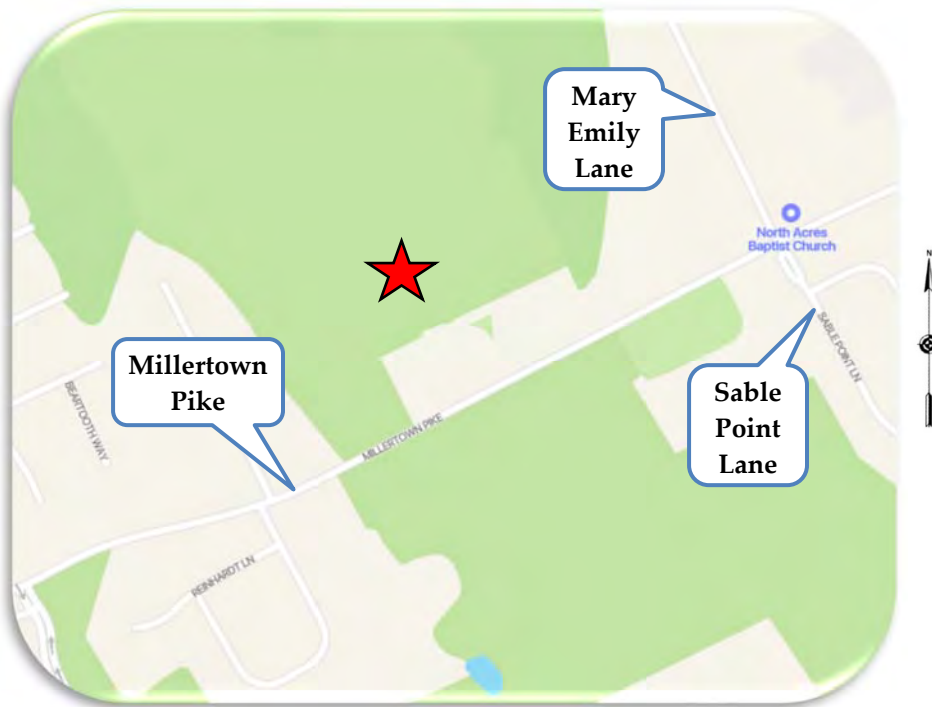 Mary
Emily
Lane
North Acres
Baptist Church
N
Millertown
Pike
SABLE POINT LN
BEARTOOTH WAY
Sable
Point
Lane
MILLERTOWN PIKE
REINHARDT LN